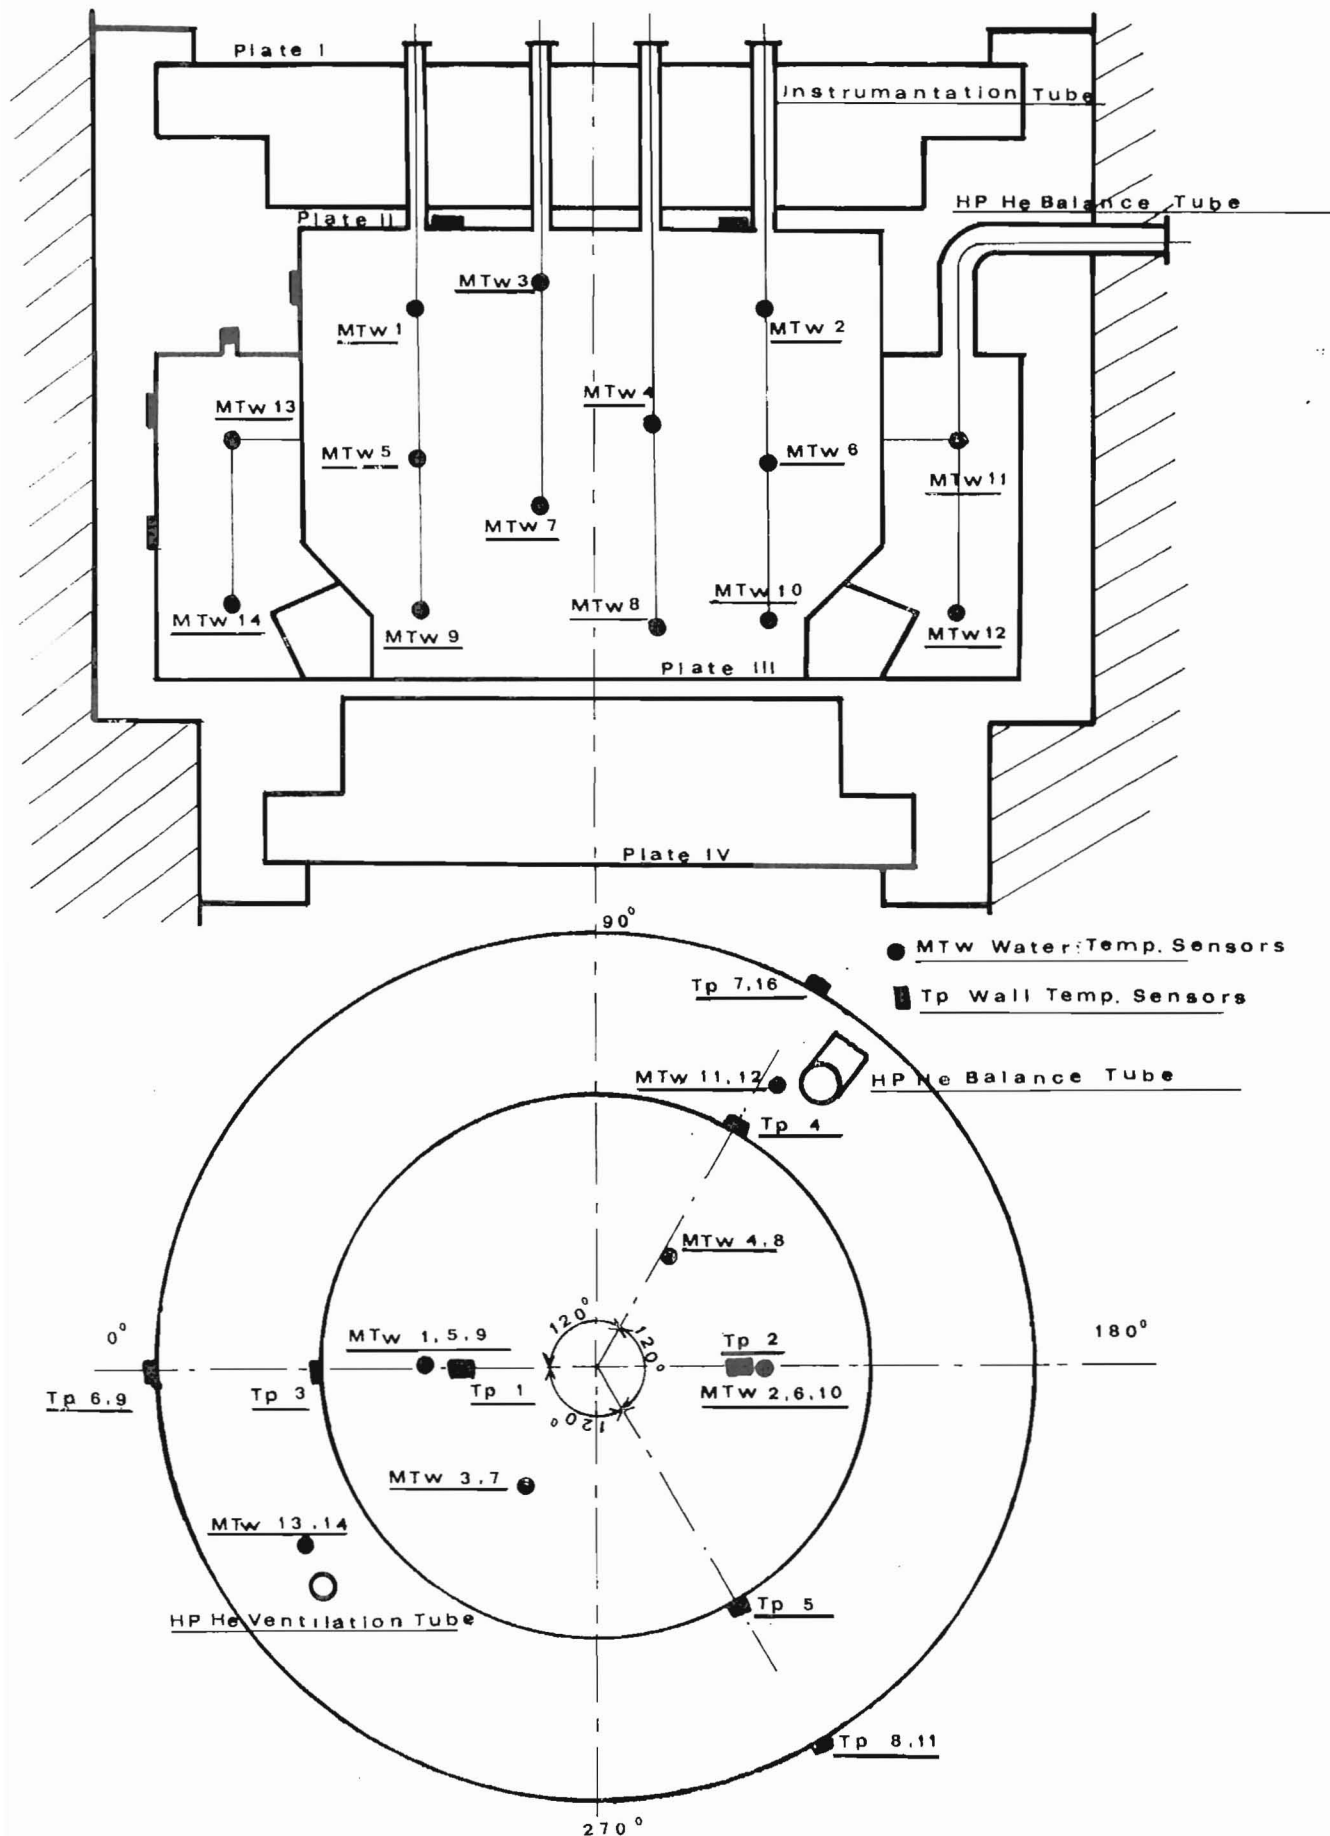 Plate I
Instrumantation Tube
HP He Balance Tube
Plate II
MTw 3
MTw 1
MTw 2
MTw 4
MTw 13
MTw 5
MTw 6
MTw 11
MTw 7
MTw 10
MTw 8
MTw 14
MTw 9
MTw 12
Plate III
Plate IV
90°
MTw Water Temp. Sensors
Tp 7,16
Tp Wall Temp. Sensors
MTw 11,12
HP He Balance Tube
Tp 4
MTw 4,8
120°
120°
0°
MTw 1,5,9
Tp 2
180°
Tp 6,9
Tp 3
Tp 1
MTw 2,6,10
120°
MTw 3,7
MTw 13,14
Tp 5
HP He Ventilation Tube
Tp 8,11
270°